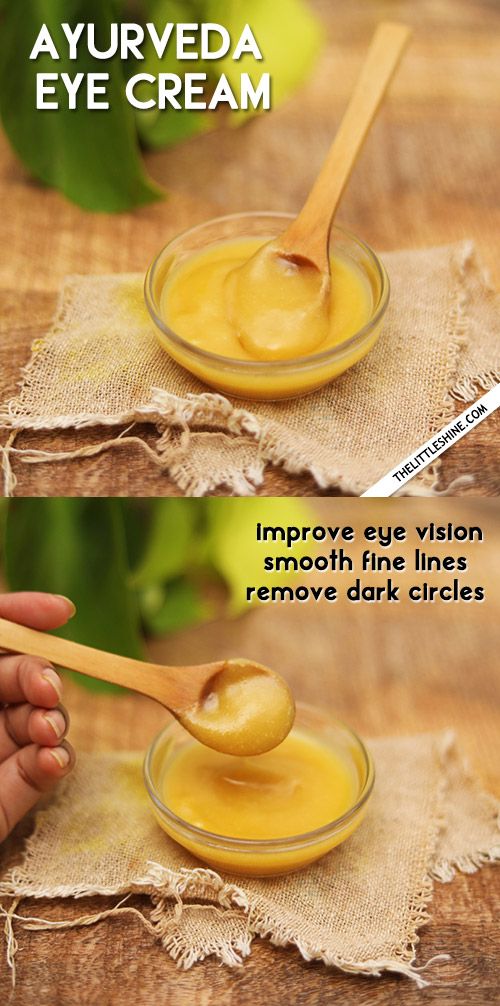 AYURVEDA
EYE CREAM
THELITTLESHINE.COM
improve eye vision
smooth fine lines
remove dark circles